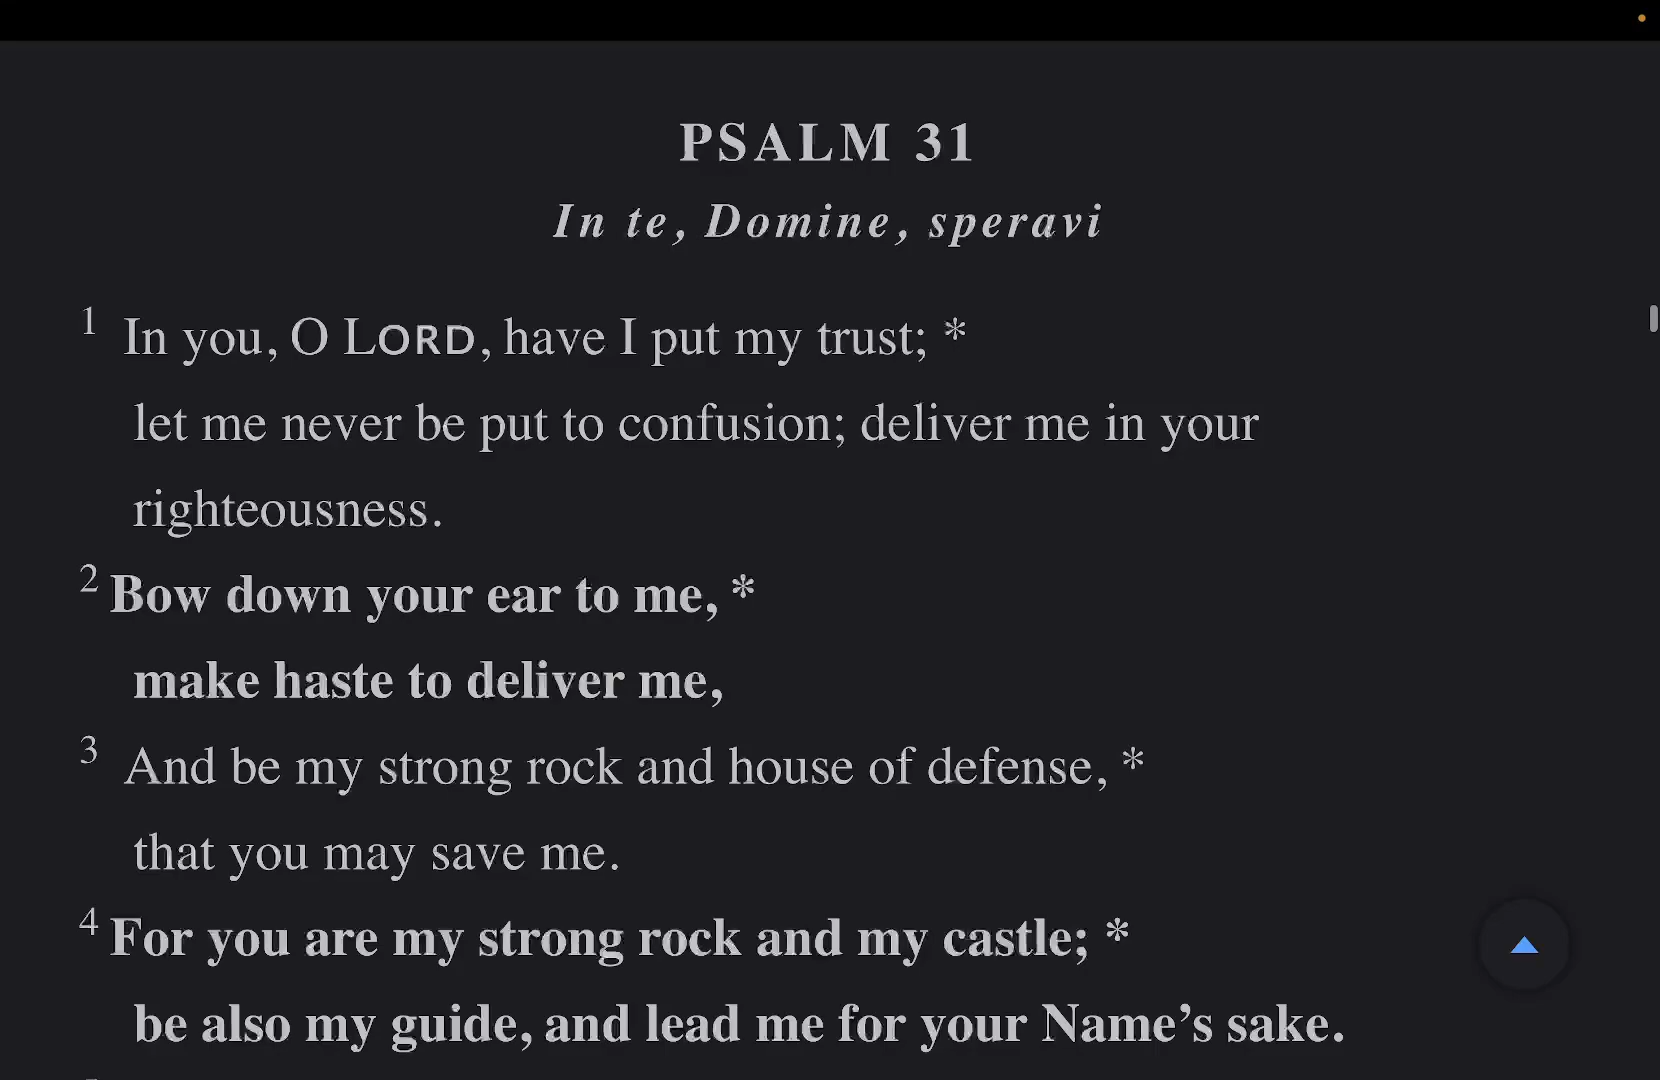 PSALM 31
In te, Domine, speravi
1 In you, O LORD, have I put my trust; *
let me never be put to confusion; deliver me in your
righteousness.
2 Bow down your ear to me, *
make haste to deliver me,
3 And be my strong rock and house of defense, *
that you may save me.
4 For you are my strong rock and my castle; *
be also my guide, and lead me for your Name’s sake.